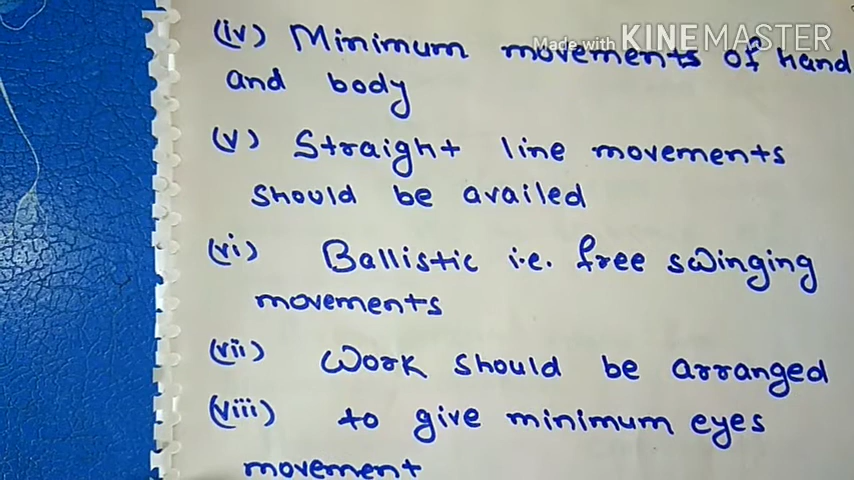 (iv) Minimum movements of hand
Made with KINEMASTER
and body
(v) Straight line movements
should be availed
(vi) Ballistic i.e. free swinging
movements
(vii) Work should be arranged
(viii) to give minimum eyes
movement